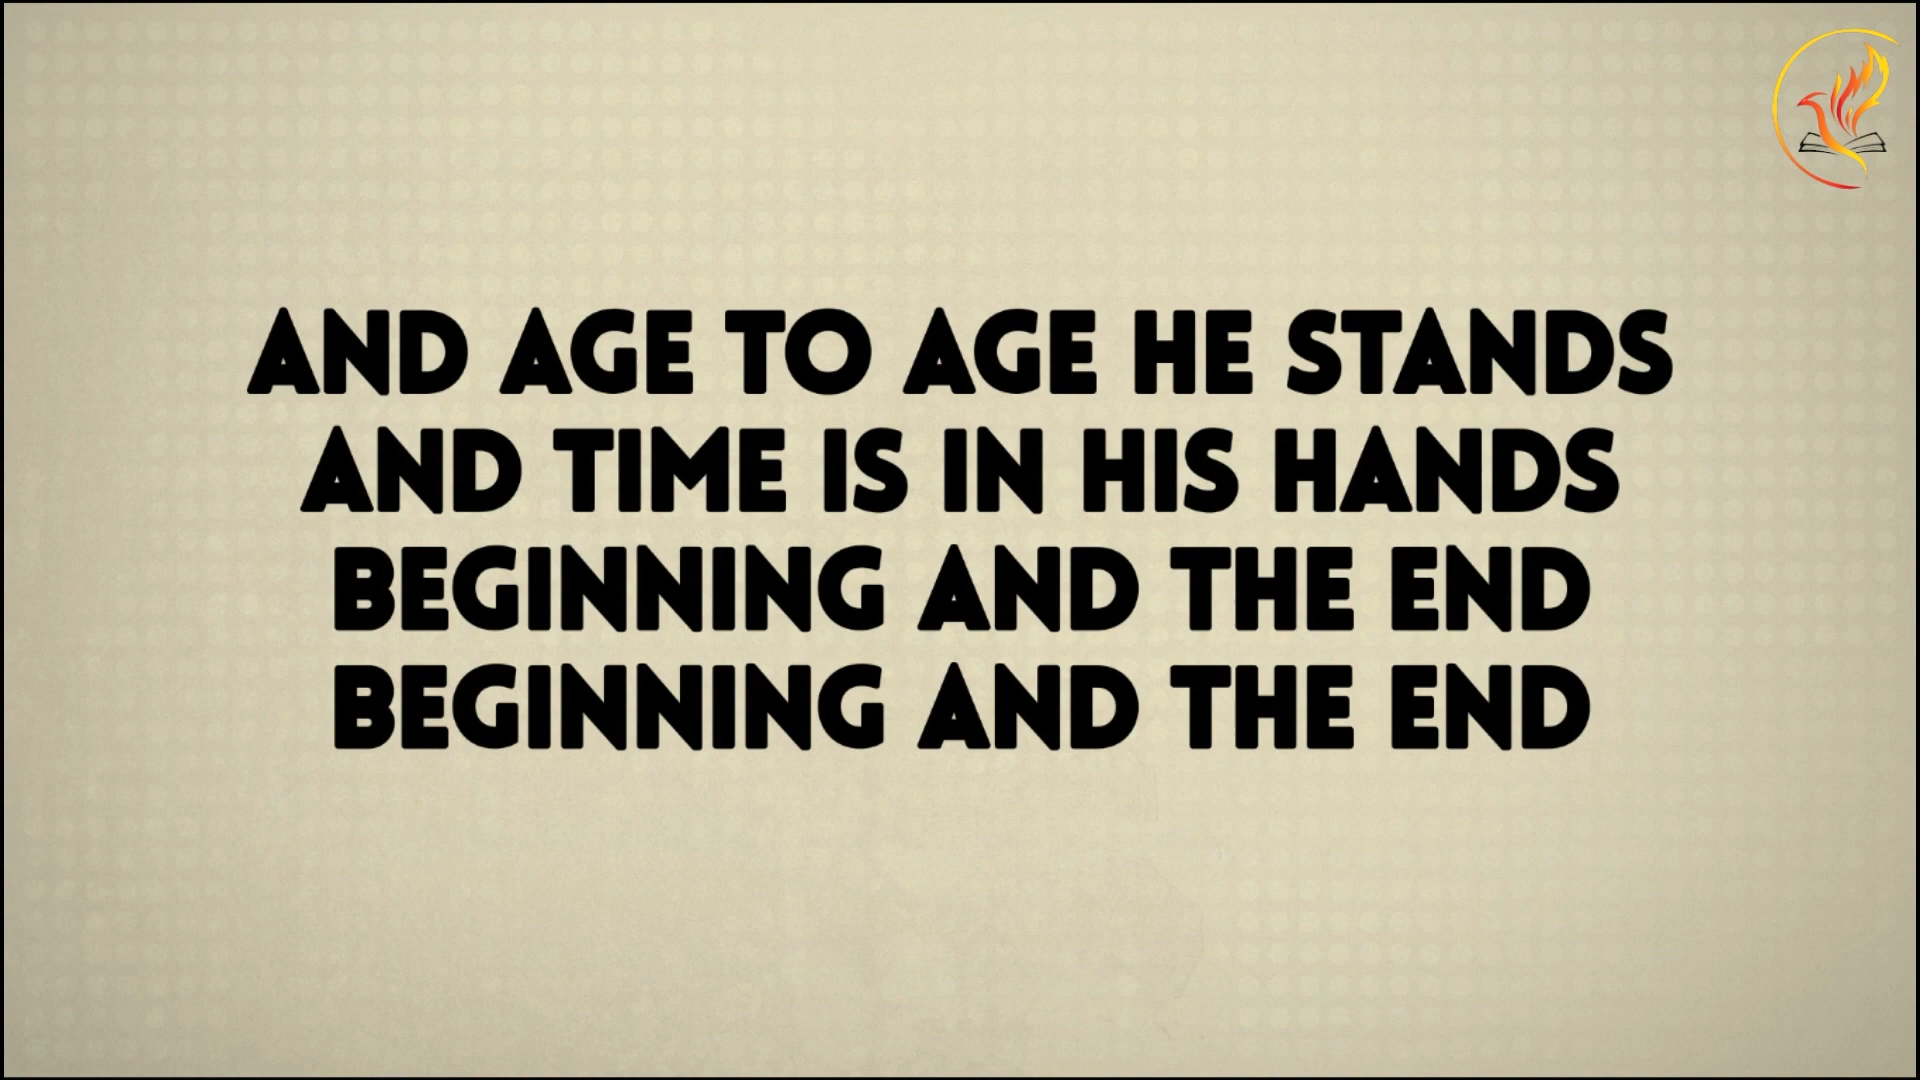 AND AGE TO AGE HE STANDS
AND TIME IS IN HIS HANDS
BEGINNING AND THE END
BEGINNING AND THE END